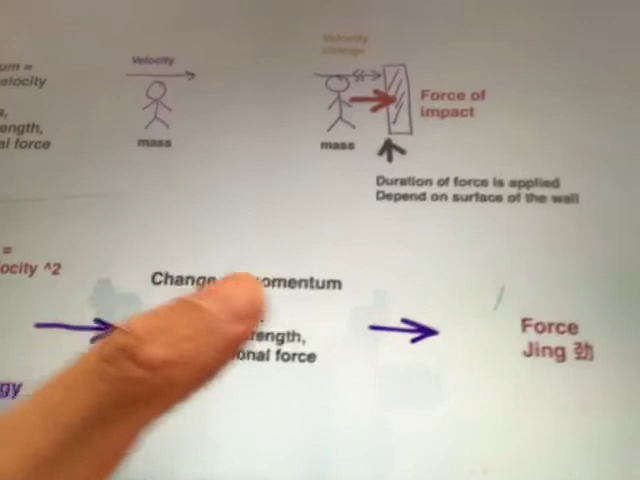 um =
elocity
ength,
al force
Velocity
mass
Velocity
change
Force of
impact
mass
Duration of force is applied
Depend on surface of the wall
=
ocity ^2
gy
Change omentum
rength,
onal force
Force
Jing 劲